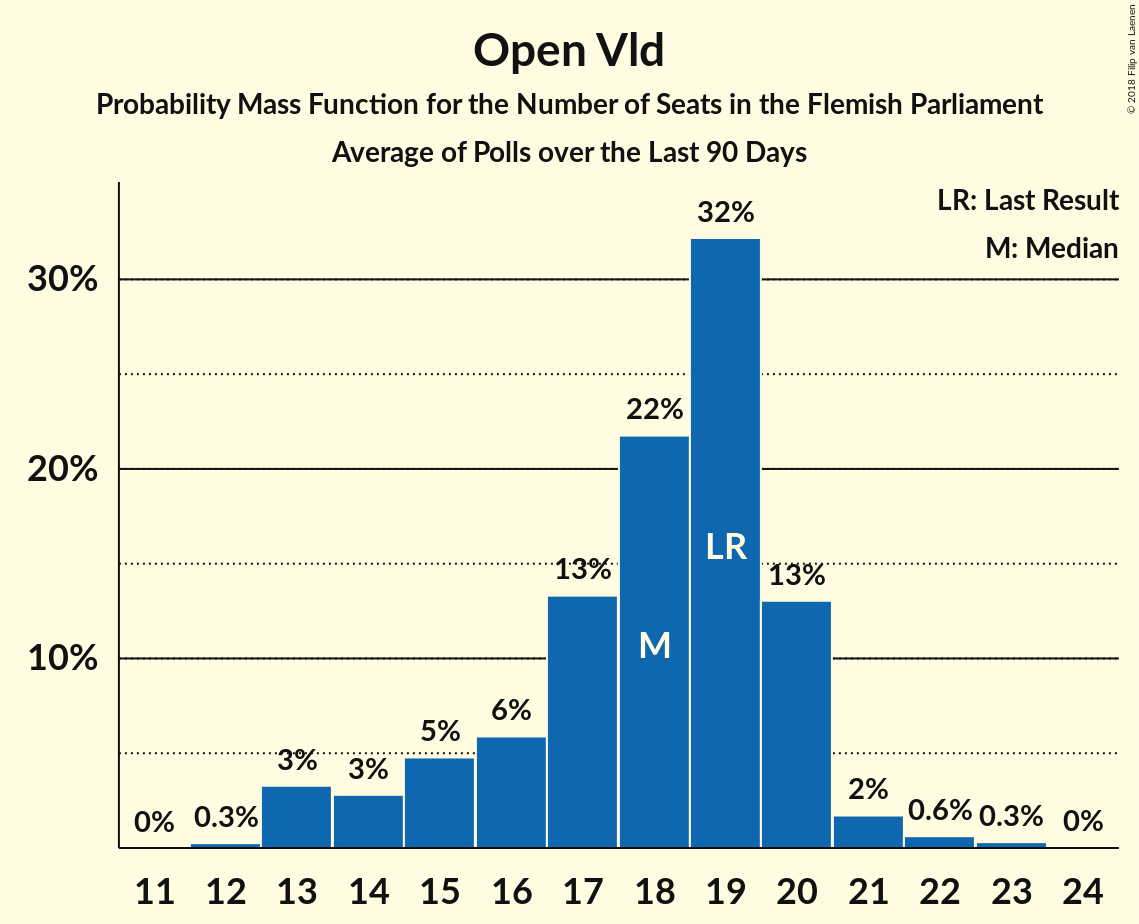 Open Vld
Probability Mass Function for the Number of Seats in the Flemish Parliament
Average of Polls over the Last 90 Days
© 2018 Filip van Laenen
LR: Last Result
M: Median
30%
20%
10%
0%
0.3%
3%
3%
5%
6%
13%
22%
32%
13%
2%
0.6%
0.3%
0%
M
LR
11 12 13 14 15 16 17 18 19 20 21 22 23 24